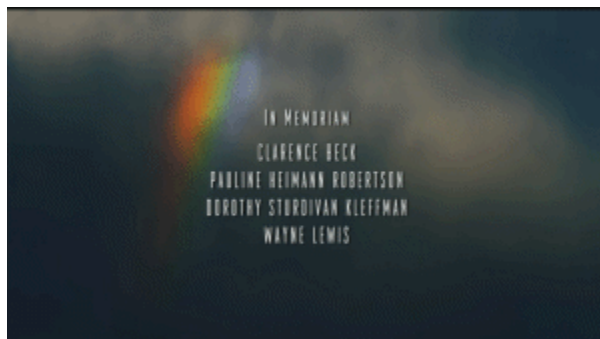 In Memoriam
CLARENCE BECK
PAULINE HEIMANN ROBERTSON
DOROTHY STURDIVAN KLEFFMAN
WAYNE LEWIS